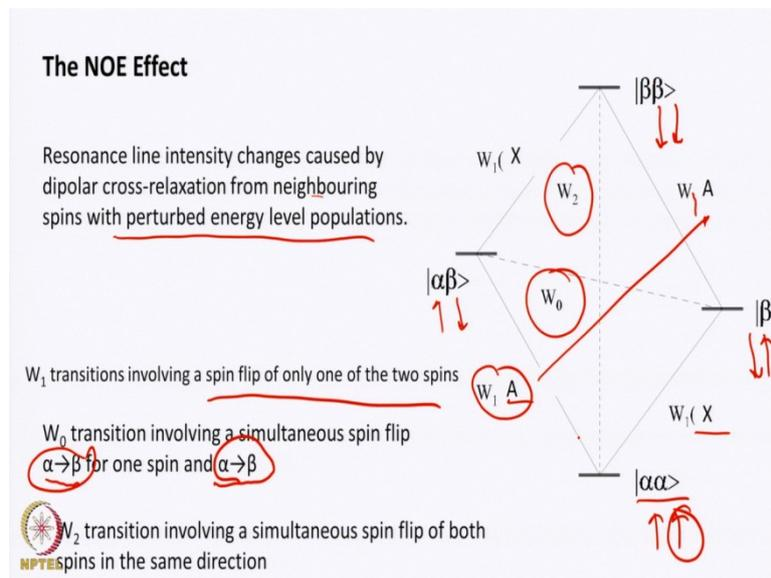 The NOE Effect
Resonance line intensity changes caused by
dipolar cross-relaxation from neighbouring
spins with perturbed energy level populations.
W₁ transitions involving a spin flip of only one of the two spins
W₀ transition involving a simultaneous spin flip
α→β for one spin and α→β
W₂ transition involving a simultaneous spin flip of both
spins in the same direction
|ββ>
W₁( X
W₂
W₁ A
|αβ>
W₀
|β
W₁ A
W₁( X
|αα>
NPTEL